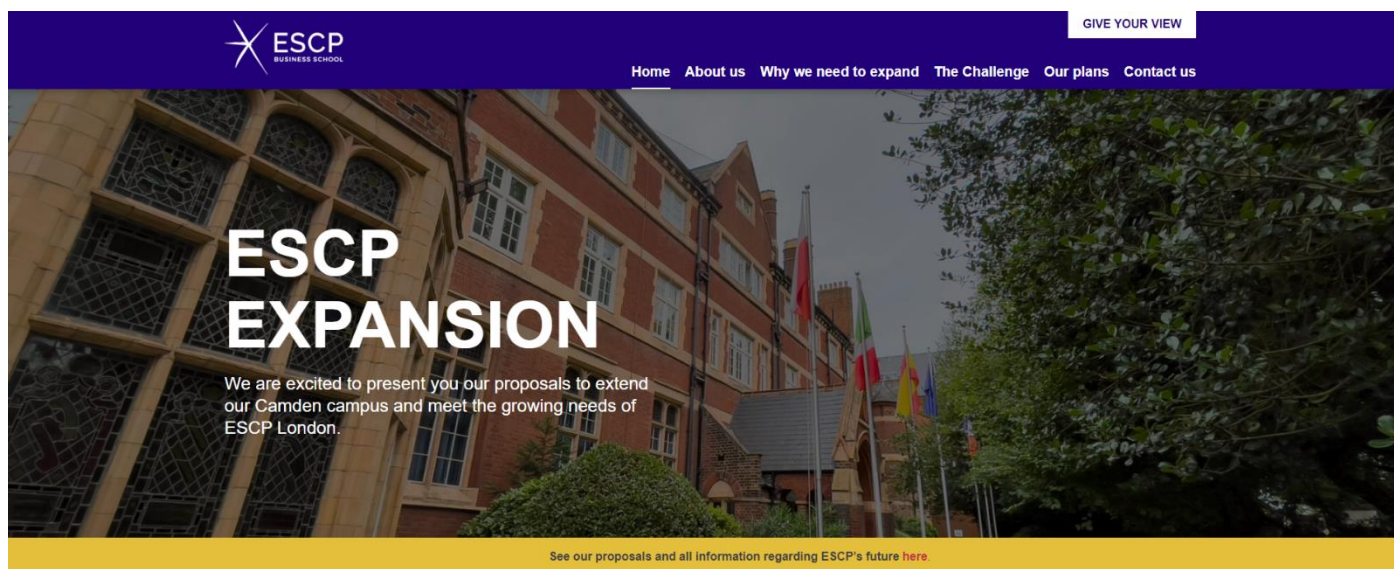 GIVE YOUR VIEW
ESCP
BUSINESS SCHOOL
Home About us Why we need to expand The Challenge Our plans Contact us
ESCP
EXPANSION
We are excited to present you our proposals to extend
our Camden campus and meet the growing needs of
ESCP London.
See our proposals and all information regarding ESCP's future here.